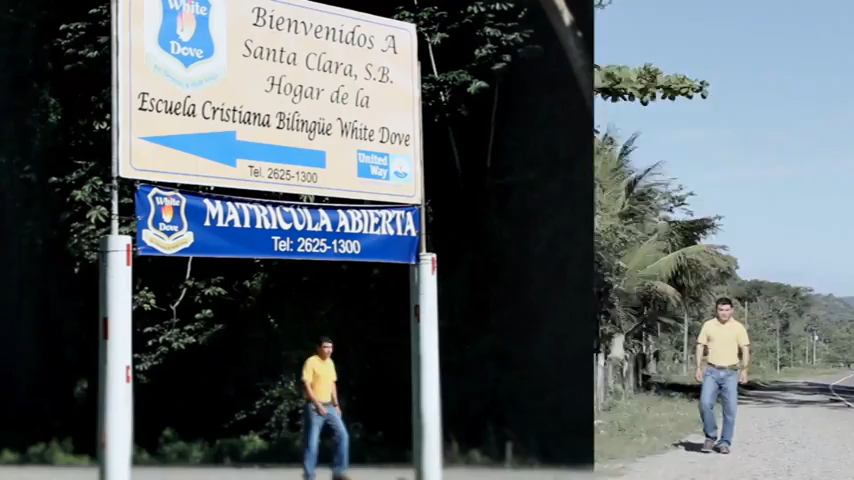 White
Dove
Bienvenidos A
Santa Clara, S.B.
Hogar de la
Escuela Cristiana Bilingüe White Dove
Tel. 2625-1300
United
Way
White
Dove
MATRICULA ABIERTA
Tel: 2625-1300